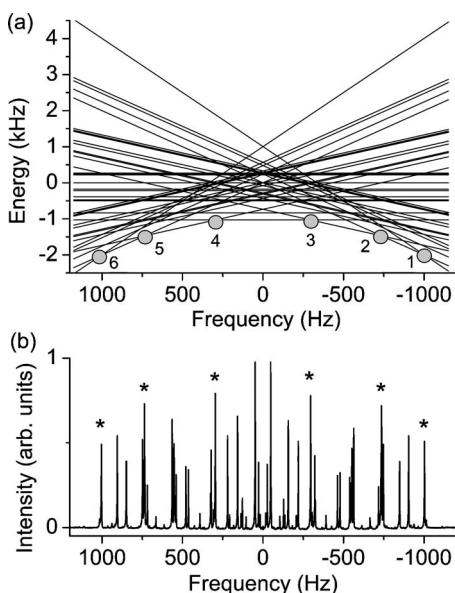 (a)
Energy (kHz)
4
3
2
1
0
-1
-2
6 5 4 3 2 1
1000 500 0 -500 -1000
Frequency (Hz)
(b)
Intensity (arb. units)
1
0
* * * * * *
1000 500 0 -500 -1000
Frequency (Hz)